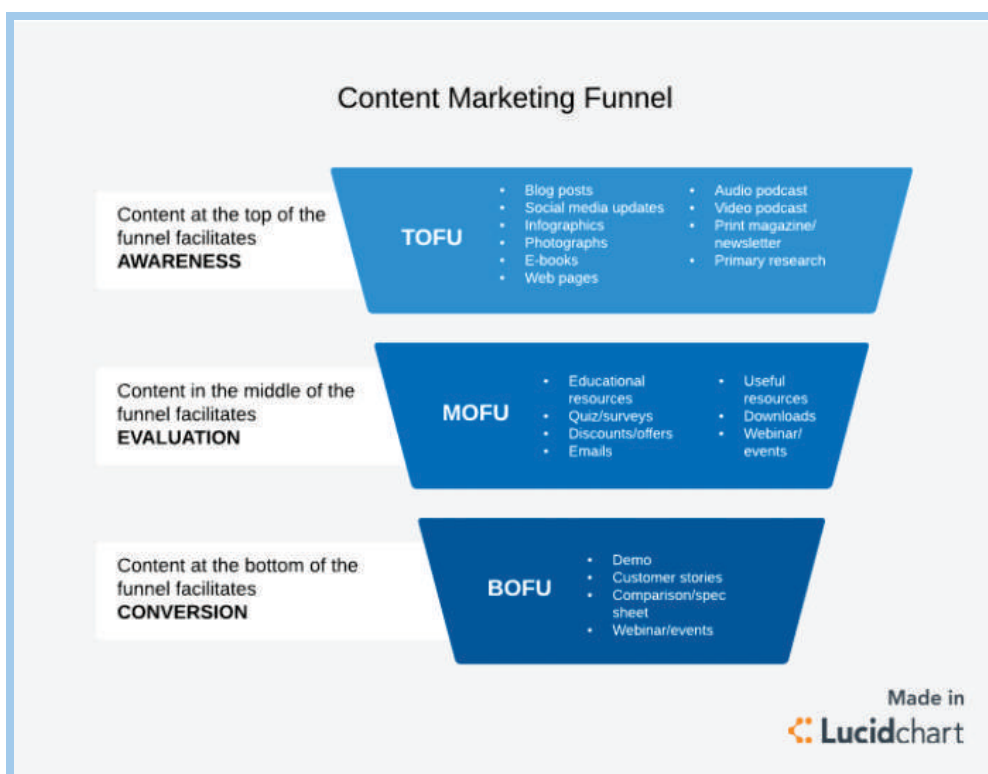 Content Marketing Funnel
Content at the top of the
funnel facilitates
AWARENESS
TOFU
• Blog posts
• Social media updates
• Infographics
• Photographs
• E-books
• Web pages
• Audio podcast
• Video podcast
• Print magazine/
newsletter
• Primary research
Content in the middle of the
funnel facilitates
EVALUATION
MOFU
• Educational
resources
• Quiz/surveys
• Discounts/offers
• Emails
• Useful
resources
• Downloads
• Webinar/
events
Content at the bottom of the
funnel facilitates
CONVERSION
BOFU
• Demo
• Customer stories
• Comparison/spec
sheet
• Webinar/events
Made in
Lucidchart